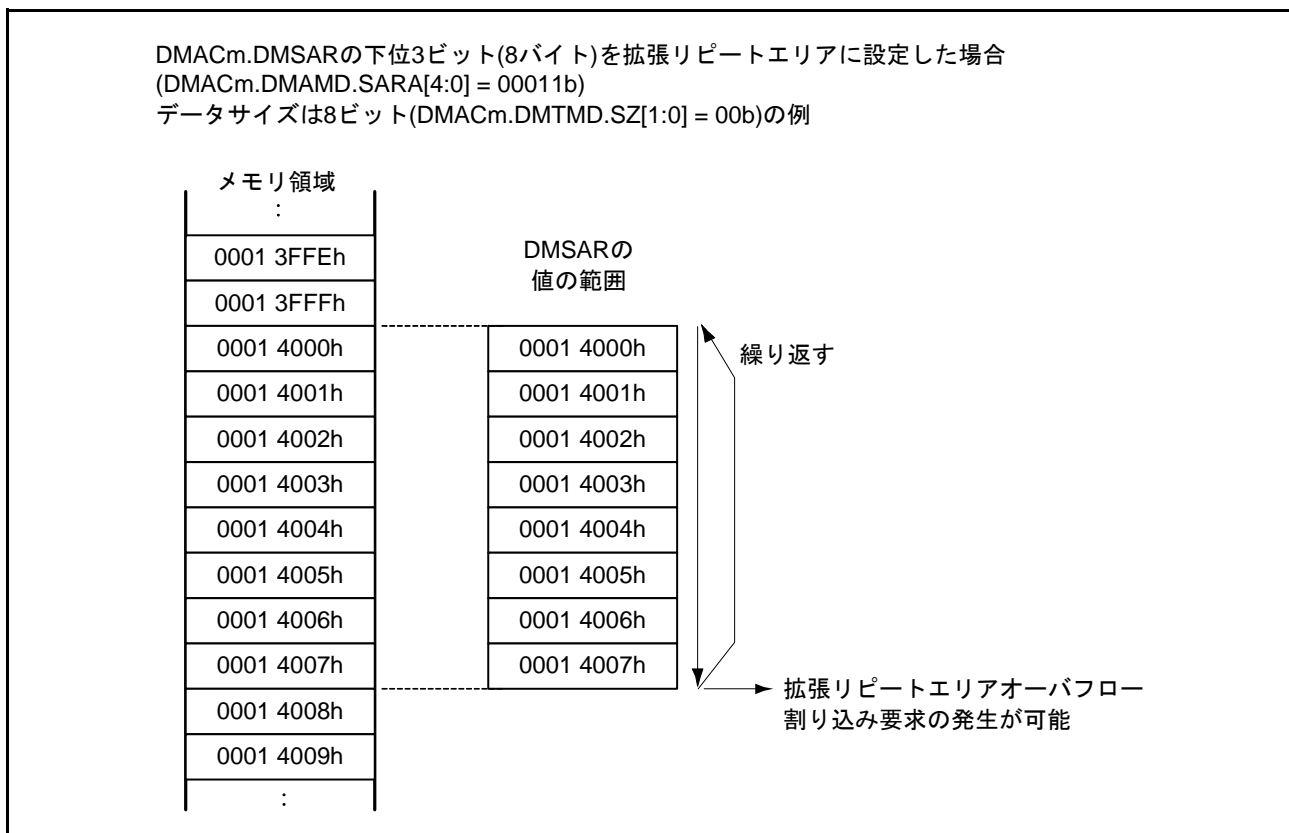 DMACm.DMSARの下位3ビット(8バイト)を拡張リピートエリアに設定した場合
(DMACm.DMAMD.SARA[4:0] = 00011b)
データサイズは8ビット(DMACm.DMTMD.SZ[1:0] = 00b)の例
メモリ領域
:
0001 3FFEh
0001 3FFFh
0001 4000h
0001 4001h
0001 4002h
0001 4003h
0001 4004h
0001 4005h
0001 4006h
0001 4007h
0001 4008h
0001 4009h
:
DMSARの
値の範囲
0001 4000h
0001 4001h
0001 4002h
0001 4003h
0001 4004h
0001 4005h
0001 4006h
0001 4007h
繰り返す
拡張リピートエリアオーバフロー
割り込み要求の発生が可能